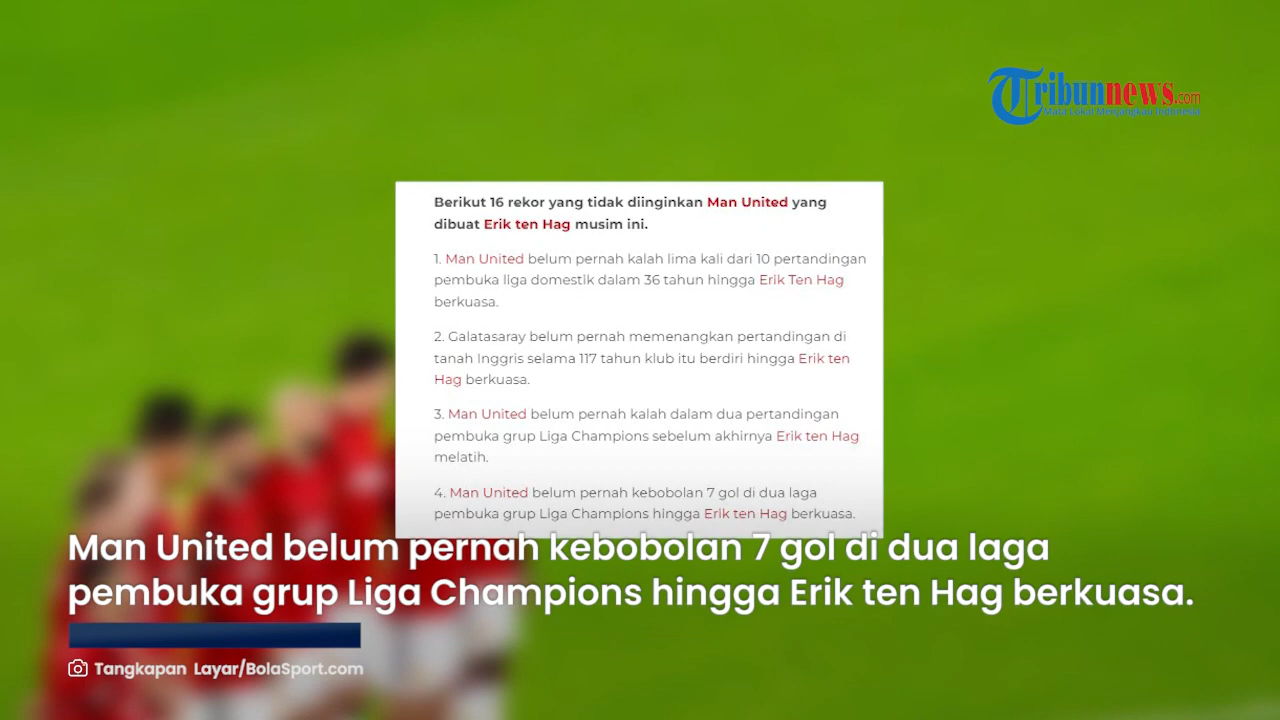 Tribunnews.com
Mata Lokal Menjangkau Indonesia
Berikut 16 rekor yang tidak diinginkan Man United yang
dibuat Erik ten Hag musim ini.
1. Man United belum pernah kalah lima kali dari 10 pertandingan
pembuka liga domestik dalam 36 tahun hingga Erik Ten Hag
berkuasa.
2. Galatasaray belum pernah memenangkan pertandingan di
tanah Inggris selama 117 tahun klub itu berdiri hingga Erik ten
Hag berkuasa.
3. Man United belum pernah kalah dalam dua pertandingan
pembuka grup Liga Champions sebelum akhirnya Erik ten Hag
melatih.
4. Man United belum pernah kebobolan 7 gol di dua laga
pembuka grup Liga Champions hingga Erik ten Hag berkuasa.
Man United belum pernah kebobolan 7 gol di dua laga
pembuka grup Liga Champions hingga Erik ten Hag berkuasa.
Tangkapan Layar/BolaSport.com